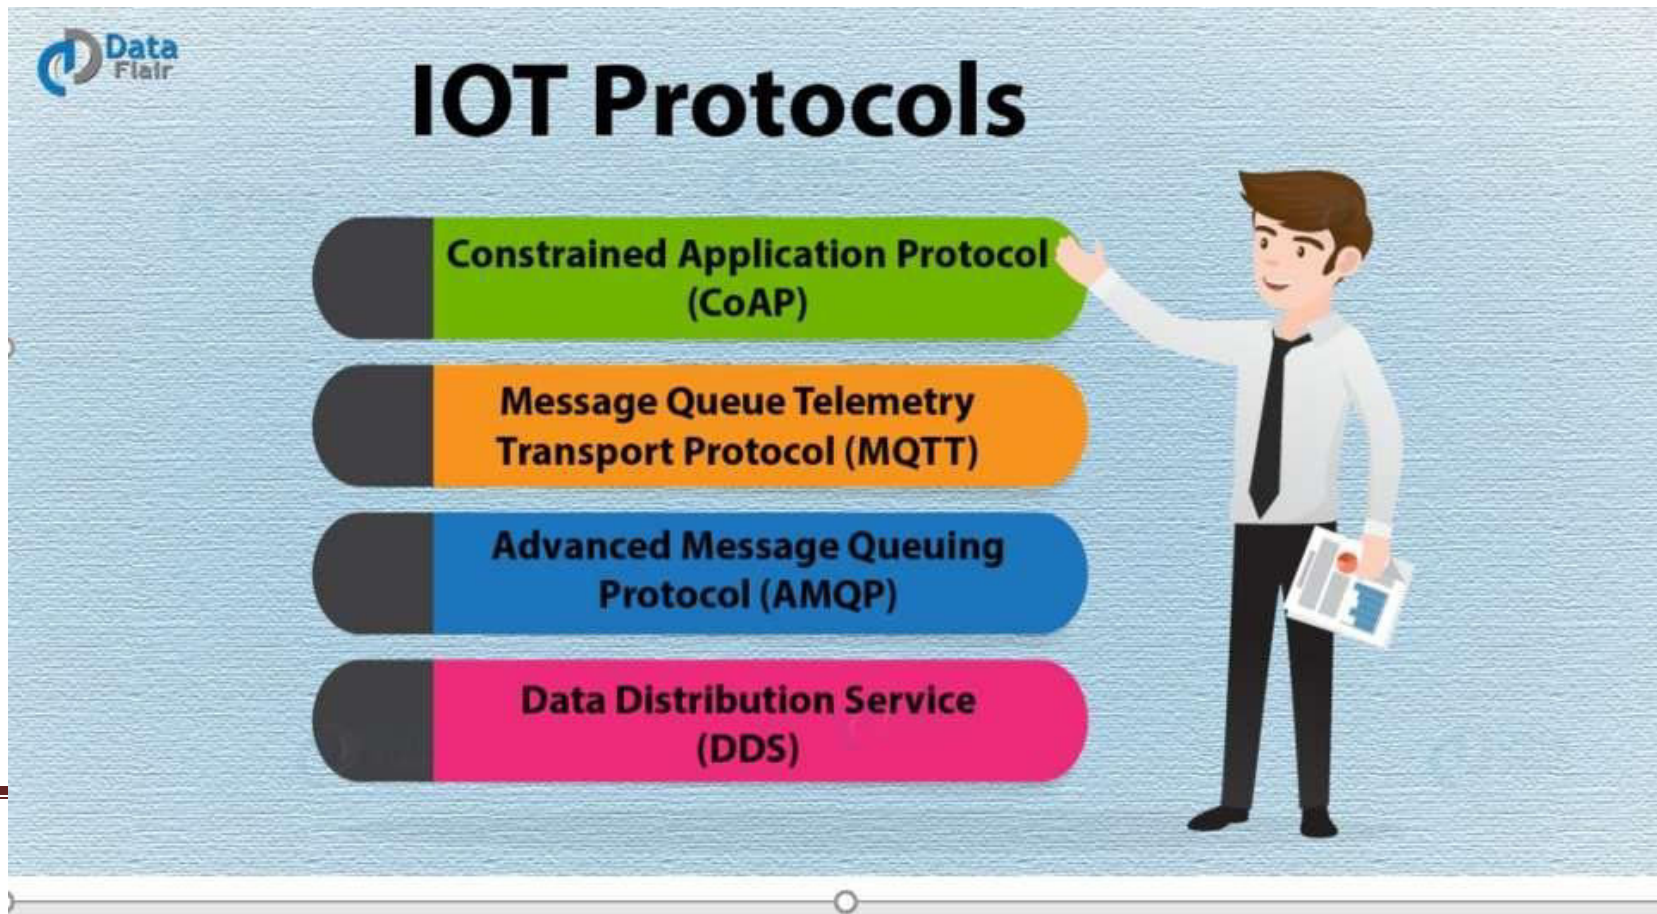 Data
Flair
IOT Protocols
Constrained Application Protocol
(CoAP)
Message Queue Telemetry
Transport Protocol (MQTT)
Advanced Message Queuing
Protocol (AMQP)
Data Distribution Service
(DDS)